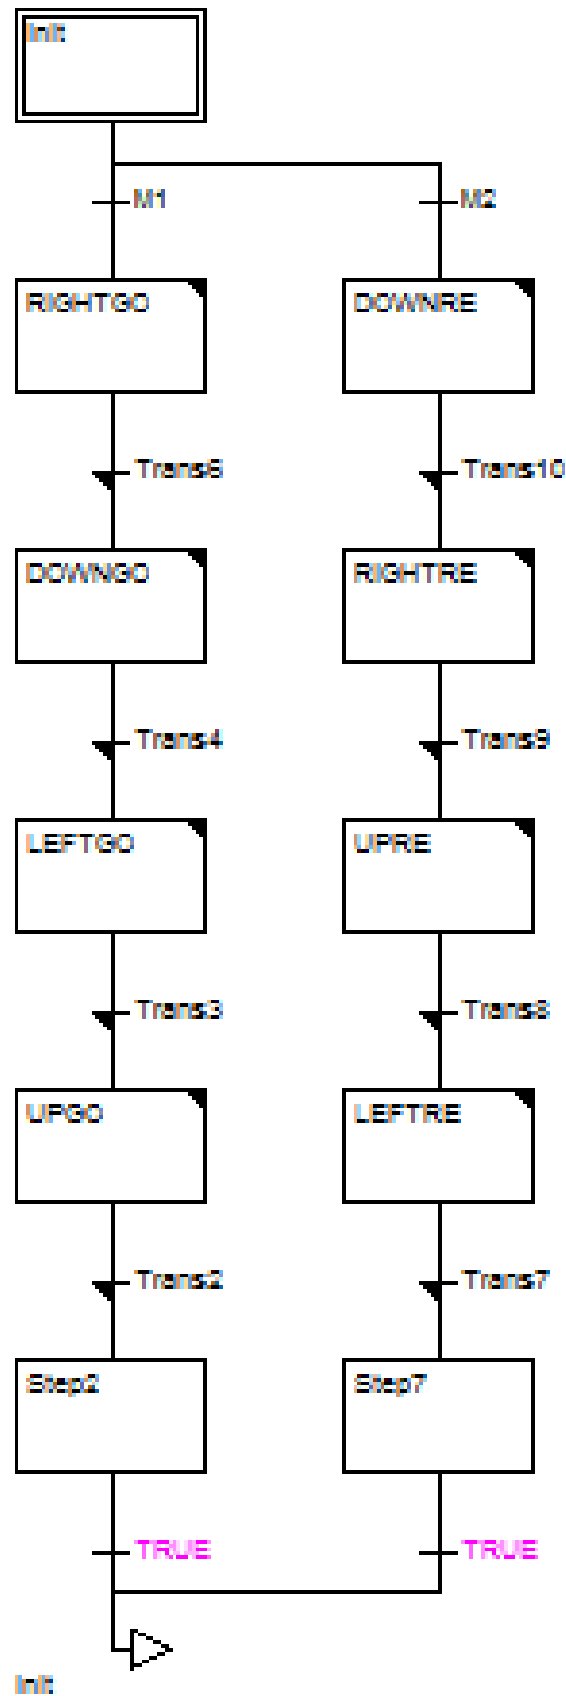 Init
M1 M2
RIGHTGO DOWNRE
Trans6 Trans10
DOWNGO RIGHTRE
Trans4 Trans9
LEFTGO UPRE
Trans3 Trans8
UPGO LEFTRE
Trans2 Trans7
Step2 Step7
TRUE TRUE
Init